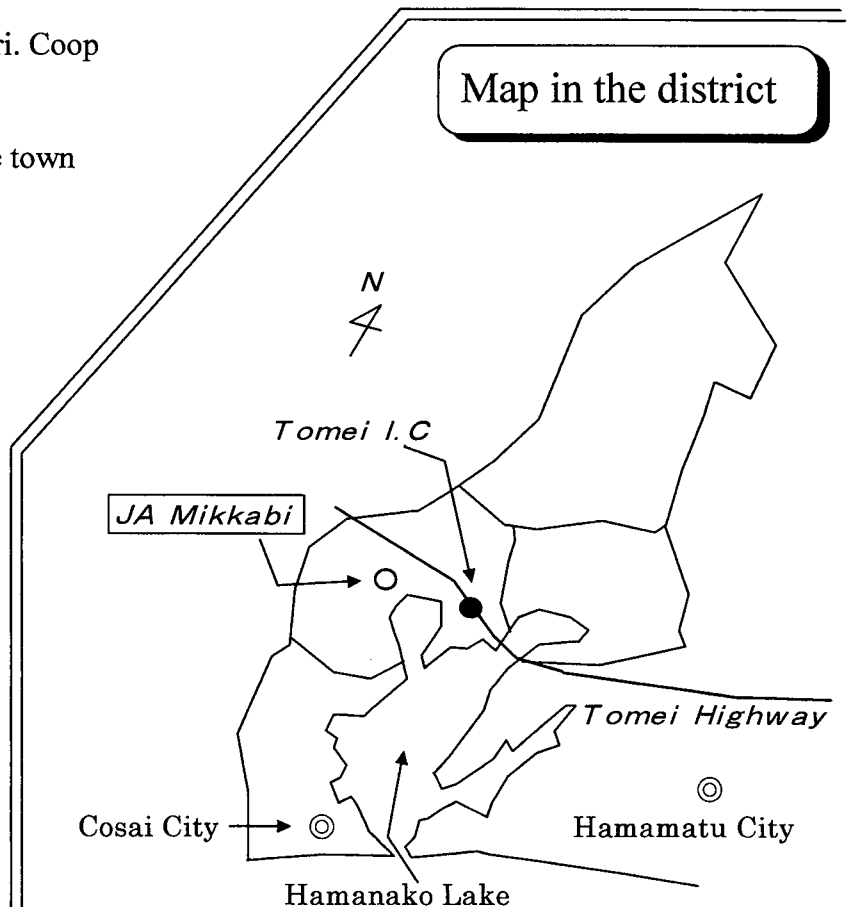 ri. Coop
Map in the district
town
N
Tomei I.C
JA Mikkabi
Tomei Highway
Cosai City
Hamamatu City
Hamanako Lake